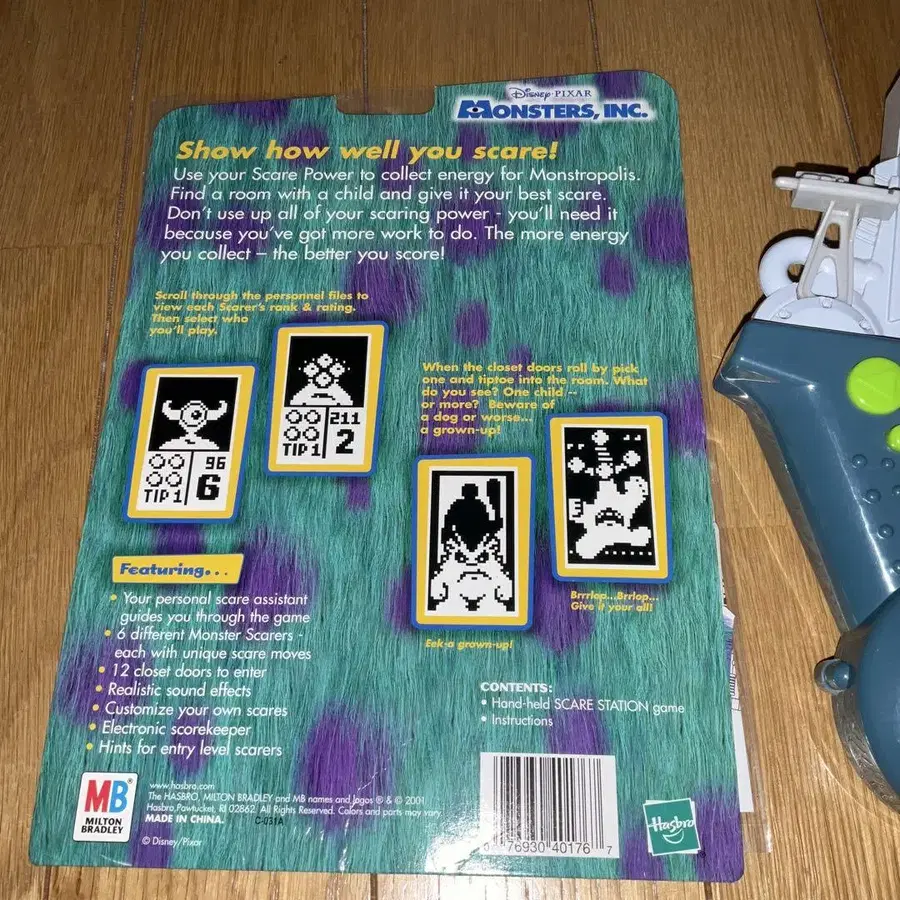 Disney·PIXAR
MONSTERS, INC.
Show how well you scare!
Use your Scare Power to collect energy for Monstropolis.
Find a room with a child and give it your best scare.
Don't use up all of your scaring power - you'll need it
because you've got more work to do. The more energy
you collect – the better you score!
Scroll through the personnel files to
view each Scarer's rank & rating.
Then select who
you'll play.
96
TIP 1
6
211
TIP 1
2
When the closet doors roll by pick
one and tiptoe into the room. What
do you see? One child --
or more? Beware of
a dog or worse...
a grown-up!
Eek-a grown-up!
Brrrlop...Brrlop...
Give it your all!
Featuring...
• Your personal scare assistant
guides you through the game
• 6 different Monster Scarers -
each with unique scare moves
• 12 closet doors to enter
• Realistic sound effects
• Customize your own scares
• Electronic scorekeeper
• Hints for entry level scarers
CONTENTS:
• Hand-held SCARE STATION game
• Instructions
MB®
MILTON
BRADLEY
www.hasbro.com
The HASBRO, MILTON BRADLEY and MB names and logos ® & © 2001
Hasbro, Pawtucket, RI 02862. All Rights Reserved. Colors and parts may vary
MADE IN CHINA. C-031A
© Disney/Pixar
76930 40176 7
Hasbro